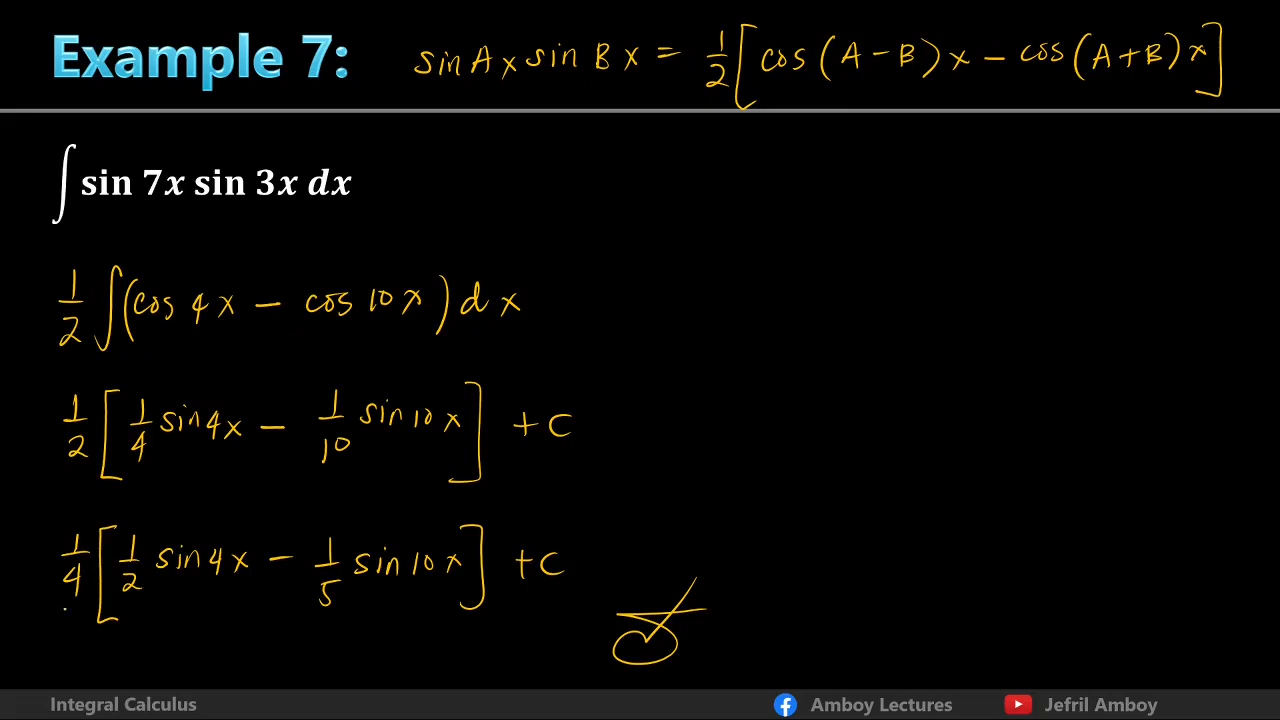 Example 7: sin Ax sin Bx = 1/2 [cos (A - B) x - cos (A + B) x]
∫ sin 7x sin 3x dx
1/2 ∫ (cos 4x - cos 10x) dx
1/2 [1/4 sin 4x - 1/10 sin 10x] + C
1/4 [1/2 sin 4x - 1/5 sin 10x] + C
Integral Calculus Amboy Lectures Jefril Amboy